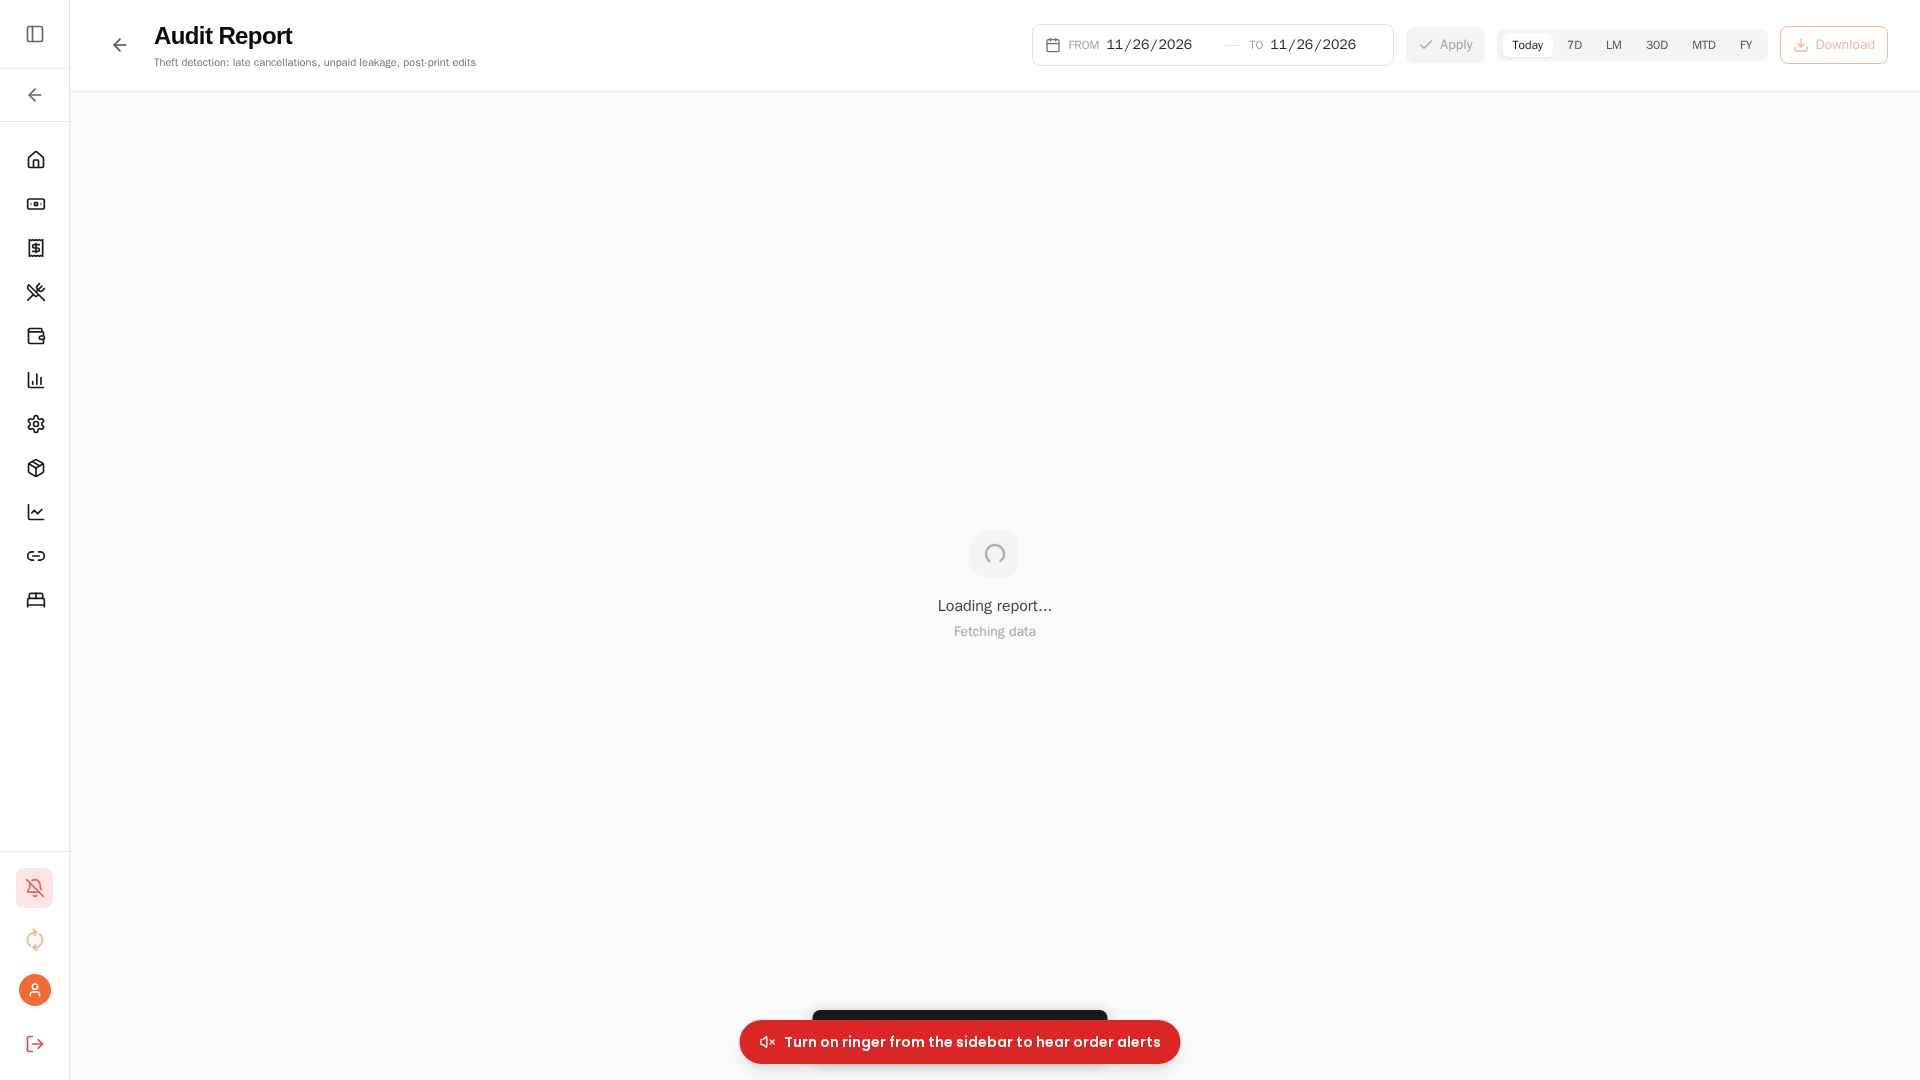 Audit Report
Theft detection: late cancellations, unpaid leakage, post-print edits
FROM 11/26/2026 TO 11/26/2026
Apply
Today 7D LM 30D MTD FY
Download
Loading report...
Fetching data
Turn on ringer from the sidebar to hear order alerts